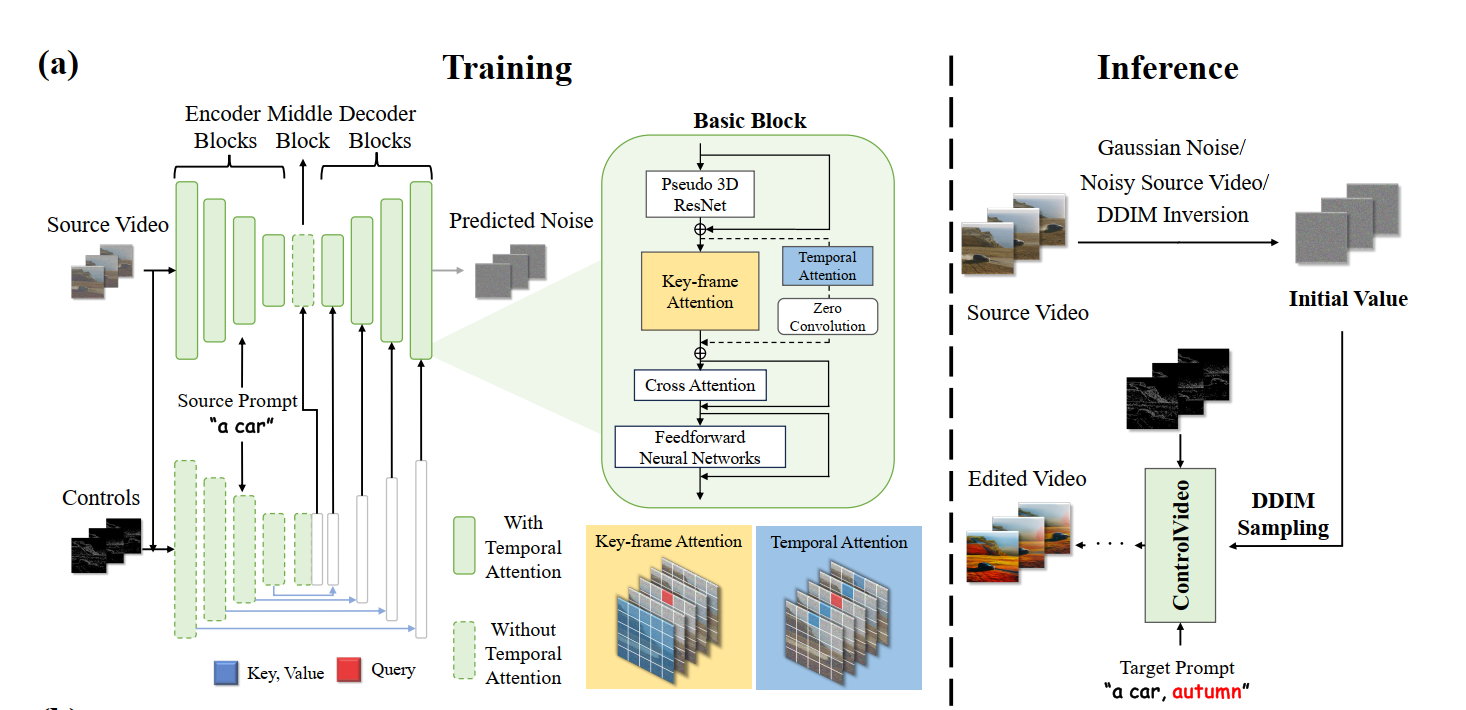 (a)
Training
Encoder Middle Decoder
Blocks Block Blocks
Source Video
Predicted Noise
Source Prompt
“a car”
Controls
Basic Block
Pseudo 3D
ResNet
Key-frame
Attention
Temporal
Attention
Zero
Convolution
Cross Attention
Feedforward
Neural Networks
With
Temporal
Attention
Without
Temporal
Attention
Key, Value
Query
Key-frame Attention
Temporal Attention
Inference
Gaussian Noise/
Noisy Source Video/
DDIM Inversion
Source Video
Initial Value
Edited Video
ControlVideo
DDIM
Sampling
Target Prompt
“a car, autumn”